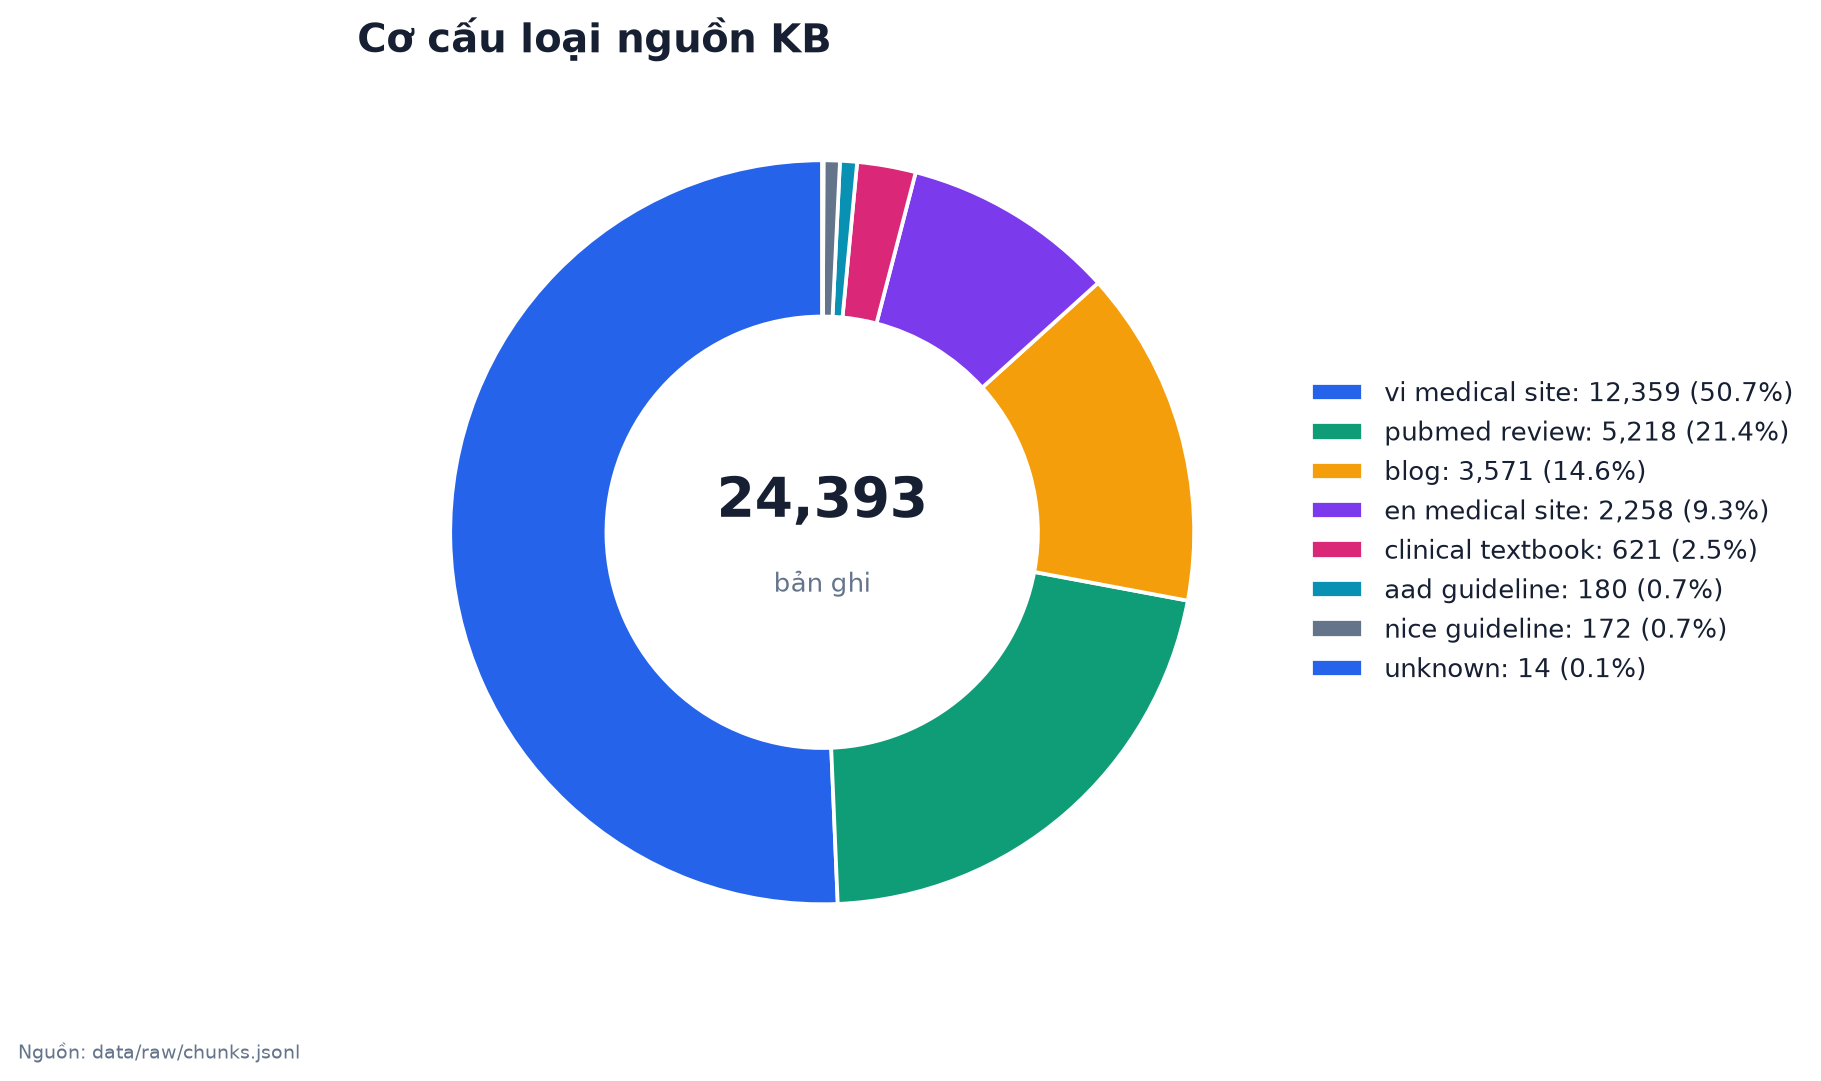 Cơ cấu loại nguồn KB
24,393
bản ghi
vi medical site: 12,359 (50.7%)
pubmed review: 5,218 (21.4%)
blog: 3,571 (14.6%)
en medical site: 2,258 (9.3%)
clinical textbook: 621 (2.5%)
aad guideline: 180 (0.7%)
nice guideline: 172 (0.7%)
unknown: 14 (0.1%)
Nguồn: data/raw/chunks.jsonl